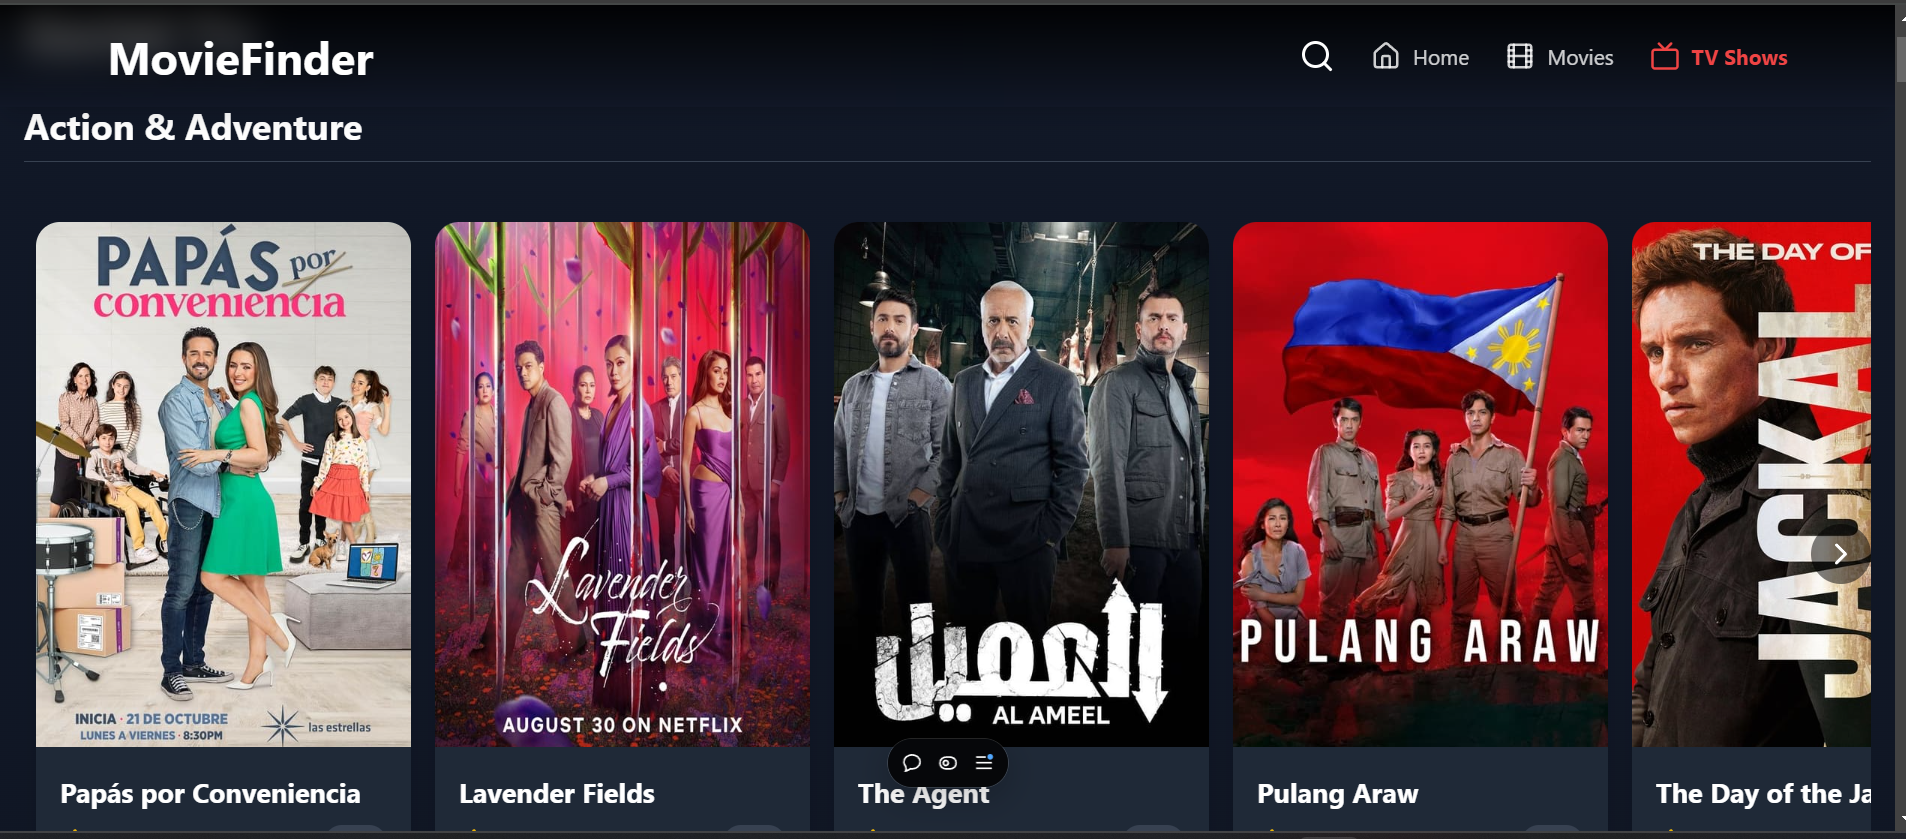 MovieFinder
Home
Movies
TV Shows
Action & Adventure
PAPÁS por
conveniencia
INICIA · 21 DE OCTUBRE
LUNES A VIERNES · 8:30PM
las estrellas
Papás por Conveniencia
Lavender
Fields
AUGUST 30 ON NETFLIX
Lavender Fields
العميل
AL AMEEL
The Agent
PULANG ARAW
Pulang Araw
THE DAY OF
JACKAL
The Day of the Ja